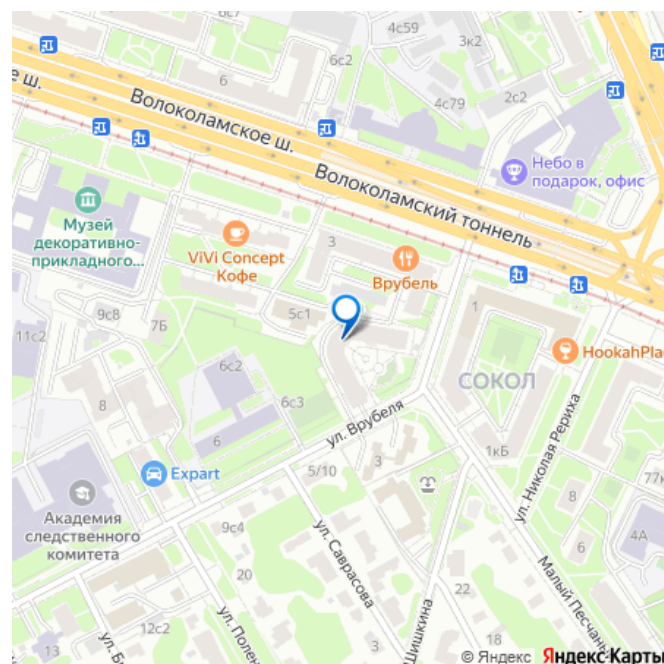 4с59
3к2
6с2
6
4с79
2с2
е ш.
Волоколамское ш.
Небо в
подарок, офис
Волоколамский тоннель
Музей
декоративно-
прикладного...
ViVi Concept
Кофе
3
Врубель
9с8
7Б
5с1
1
11с2
HookahPla
6с2
СОКОЛ
8
6с3
ул. Врубеля
6
ул. Николая Рериха
1кБ
77к
Expart
5/10
3
3
8
Академия
следственного
комитета
9с4
4А
6
ул. Саврасова
Малый Песчаны
20
22
12с2
ул. Полен
Шишкина
18
13
ул. Б
© Яндекс Яндекс Карты